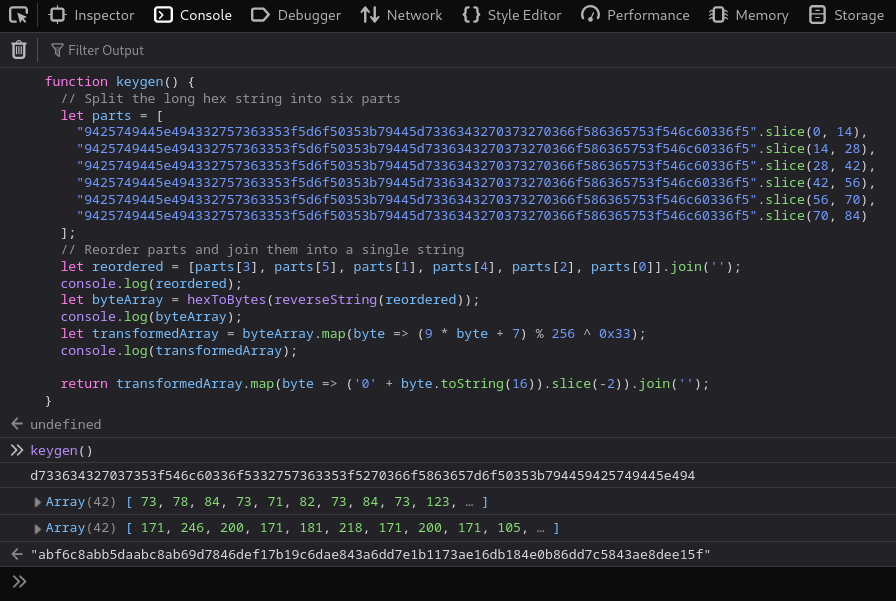 Inspector Console Debugger Network Style Editor Performance Memory Storage
Filter Output
function keygen() {
  // Split the long hex string into six parts
  let parts = [
    "9425749445e494332757363353f5d6f50353b79445d7336343270373270366f586365753f546c60336f5".slice(0, 14),
    "9425749445e494332757363353f5d6f50353b79445d7336343270373270366f586365753f546c60336f5".slice(14, 28),
    "9425749445e494332757363353f5d6f50353b79445d7336343270373270366f586365753f546c60336f5".slice(28, 42),
    "9425749445e494332757363353f5d6f50353b79445d7336343270373270366f586365753f546c60336f5".slice(42, 56),
    "9425749445e494332757363353f5d6f50353b79445d7336343270373270366f586365753f546c60336f5".slice(56, 70),
    "9425749445e494332757363353f5d6f50353b79445d7336343270373270366f586365753f546c60336f5".slice(70, 84)
  ];
  // Reorder parts and join them into a single string
  let reordered = [parts[3], parts[5], parts[1], parts[4], parts[2], parts[0]].join('');
  console.log(reordered);
  let byteArray = hexToBytes(reverseString(reordered));
  console.log(byteArray);
  let transformedArray = byteArray.map(byte => (9 * byte + 7) % 256 ^ 0x33);
  console.log(transformedArray);

  return transformedArray.map(byte => ('0' + byte.toString(16)).slice(-2)).join('');
}
undefined
keygen()
d733634327037353f546c60336f5332757363353f5270366f5863657d6f50353b794459425749445e494
Array(42) [ 73, 78, 84, 73, 71, 82, 73, 84, 73, 123, … ]
Array(42) [ 171, 246, 200, 171, 181, 218, 171, 200, 171, 105, … ]
"abf6c8abb5daabc8ab69d7846def17b19c6dae843a6dd7e1b1173ae16db184e0b86dd7c5843ae8dee15f"